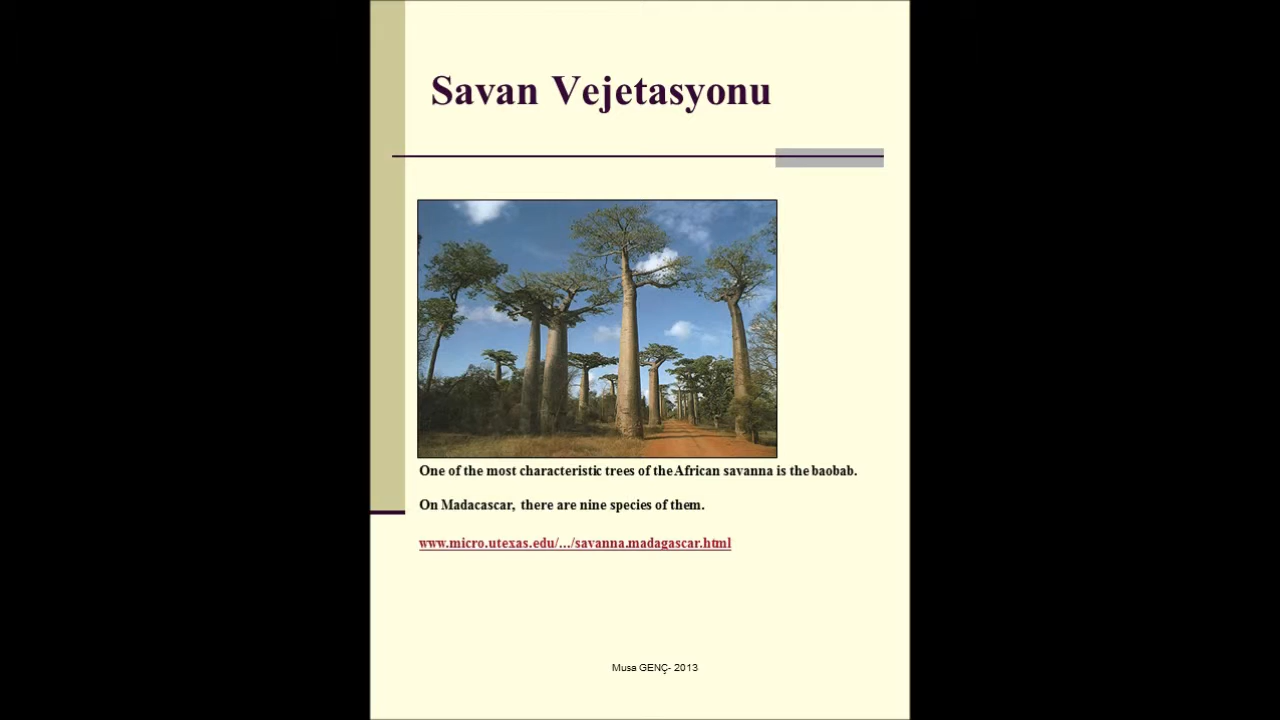 Savan Vejetasyonu
One of the most characteristic trees of the African savanna is the baobab.
On Madacascar, there are nine species of them.
www.micro.utexas.edu/.../savanna.madagascar.html
Musa GENÇ- 2013